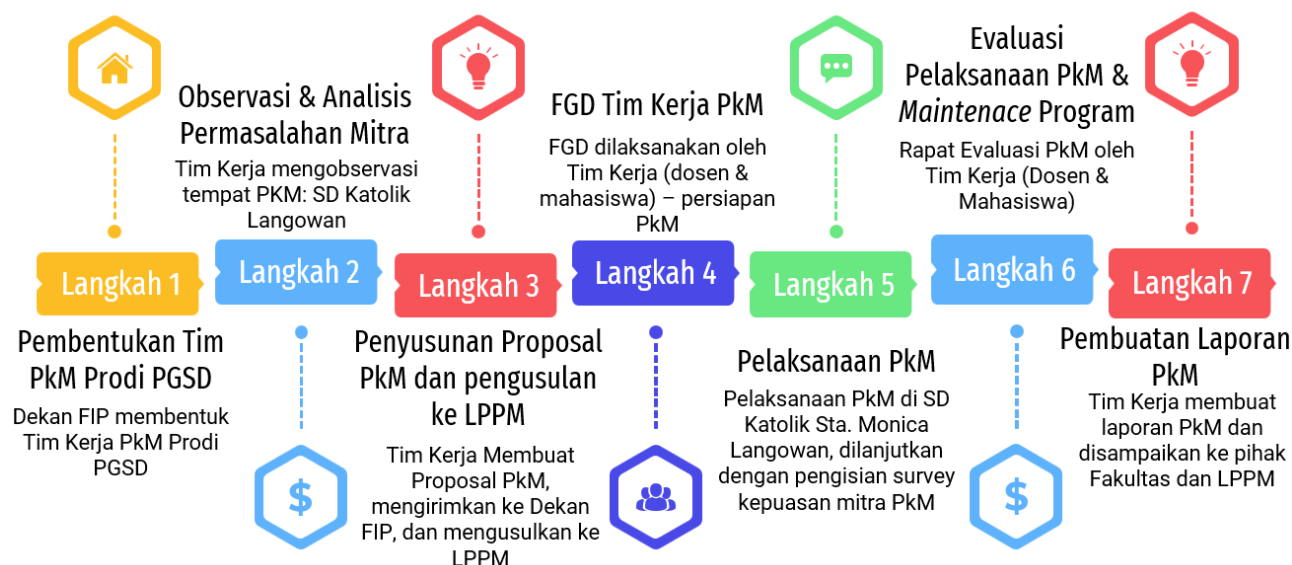 Langkah 1
Pembentukan Tim
PkM Prodi PGSD
Dekan FIP membentuk
Tim Kerja PkM Prodi
PGSD
Observasi & Analisis
Permasalahan Mitra
Tim Kerja mengobservasi
tempat PKM: SD Katolik
Langowan
Langkah 2
$
Langkah 3
Penyusunan Proposal
PkM dan pengusulan
ke LPPM
Tim Kerja Membuat
Proposal PkM,
mengirimkan ke Dekan
FIP, dan mengusulkan ke
LPPM
FGD Tim Kerja PkM
FGD dilaksanakan oleh
Tim Kerja (dosen &
mahasiswa) – persiapan
PkM
Langkah 4
Langkah 5
Pelaksanaan PkM
Pelaksanaan PkM di SD
Katolik Sta. Monica
Langowan, dilanjutkan
dengan pengisian survey
kepuasan mitra PkM
Evaluasi
Pelaksanaan PkM &
Maintenace Program
Rapat Evaluasi PkM oleh
Tim Kerja (Dosen &
Mahasiswa)
Langkah 6
$
Langkah 7
Pembuatan Laporan
PkM
Tim Kerja membuat
laporan PkM dan
disampaikan ke pihak
Fakultas dan LPPM